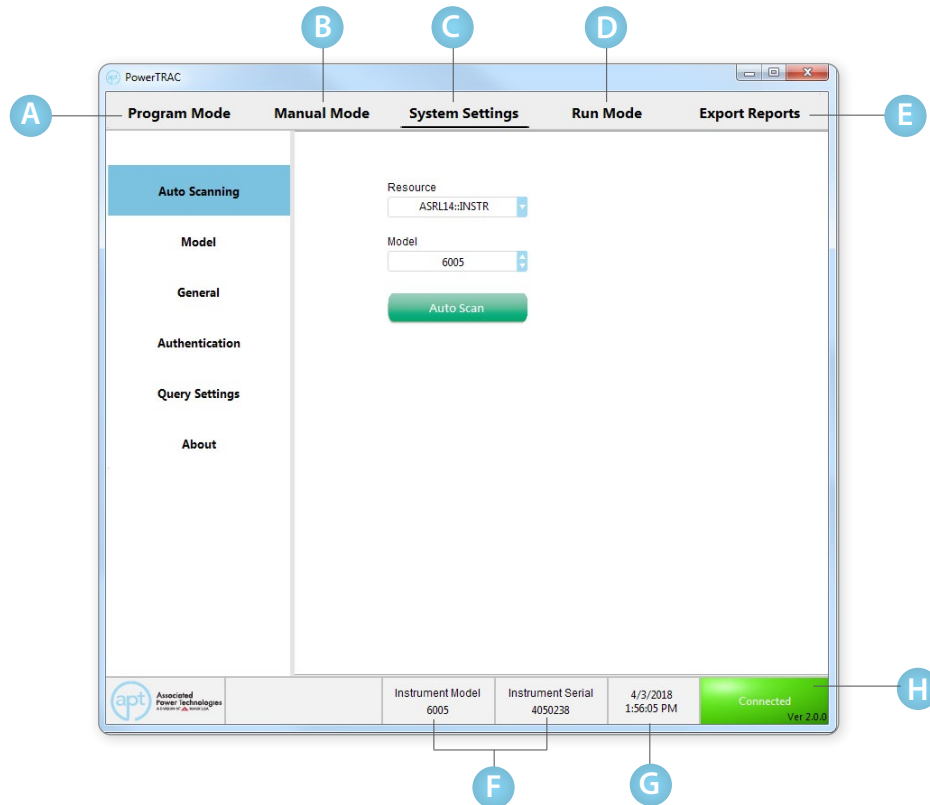 B C D
PowerTRAC
A Program Mode Manual Mode System Settings Run Mode Export Reports E
Auto Scanning
Model
General
Authentication
Query Settings
About
Resource
ASRL14::INSTR
Model
6005
Auto Scan
apt Associated
Power Technologies
Instrument Model
6005
Instrument Serial
4050238
4/3/2018
1:56:05 PM
Connected
Ver 2.0.0
H
F G